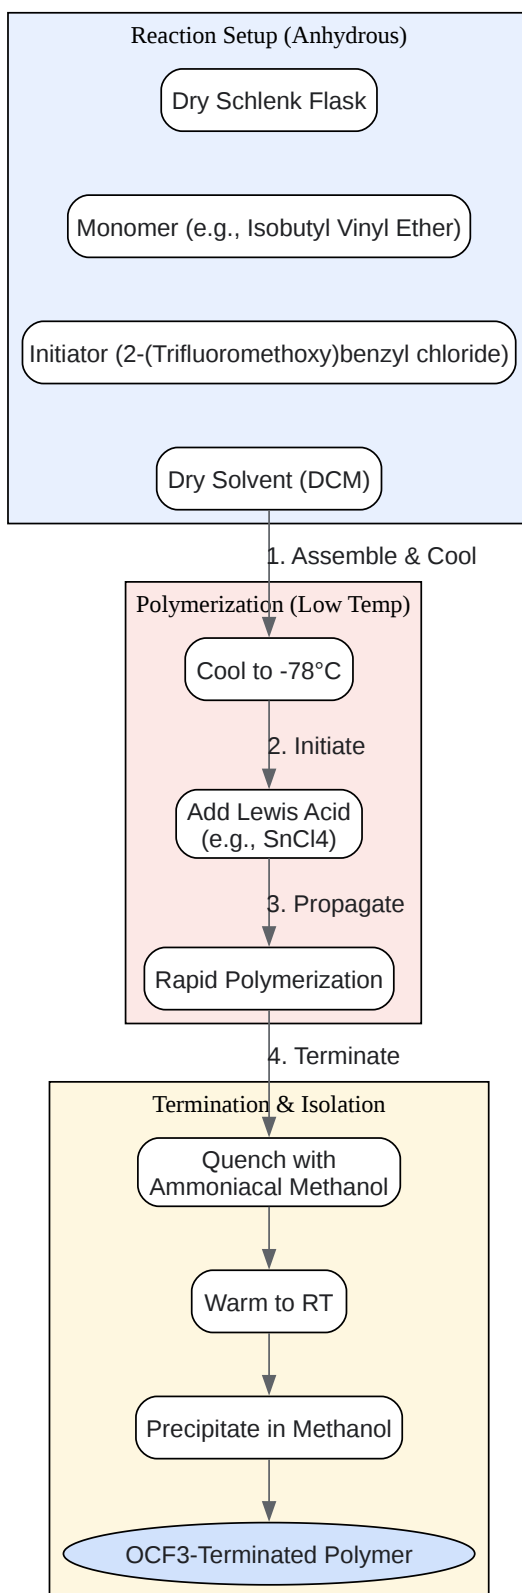 Reaction Setup (Anhydrous)
Dry Schlenk Flask
Monomer (e.g., Isobutyl Vinyl Ether)
Initiator (2-(Trifluoromethoxy)benzyl chloride)
Dry Solvent (DCM)
1. Assemble & Cool
Polymerization (Low Temp)
Cool to -78°C
2. Initiate
Add Lewis Acid
(e.g., SnCl4)
3. Propagate
Rapid Polymerization
4. Terminate
Termination & Isolation
Quench with
Ammoniacal Methanol
Warm to RT
Precipitate in Methanol
OCF3-Terminated Polymer